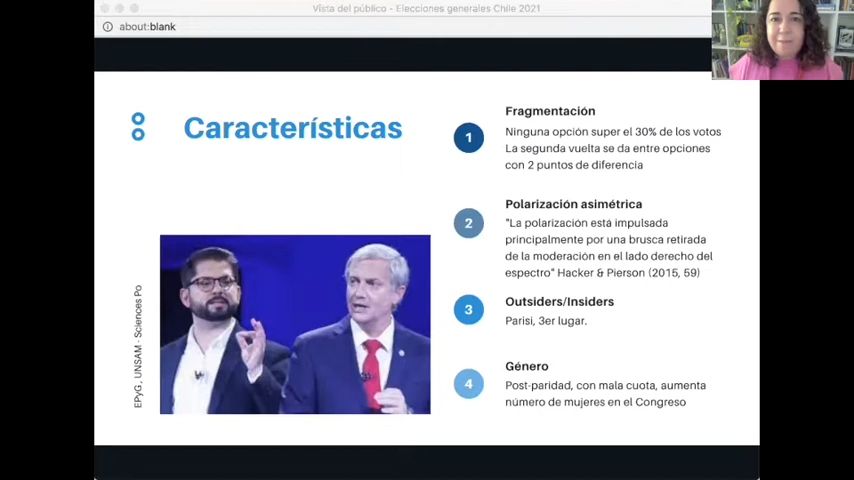 Vista del público - Elecciones generales Chile 2021
about:blank
Características
1
Fragmentación
Ninguna opción super el 30% de los votos
La segunda vuelta se da entre opciones
con 2 puntos de diferencia
2
Polarización asimétrica
"La polarización está impulsada
principalmente por una brusca retirada
de la moderación en el lado derecho del
espectro" Hacker & Pierson (2015, 59)
3
Outsiders/Insiders
Parisi, 3er lugar.
4
Género
Post-paridad, con mala cuota, aumenta
número de mujeres en el Congreso
EPyG, UNSAM - Sciences Po